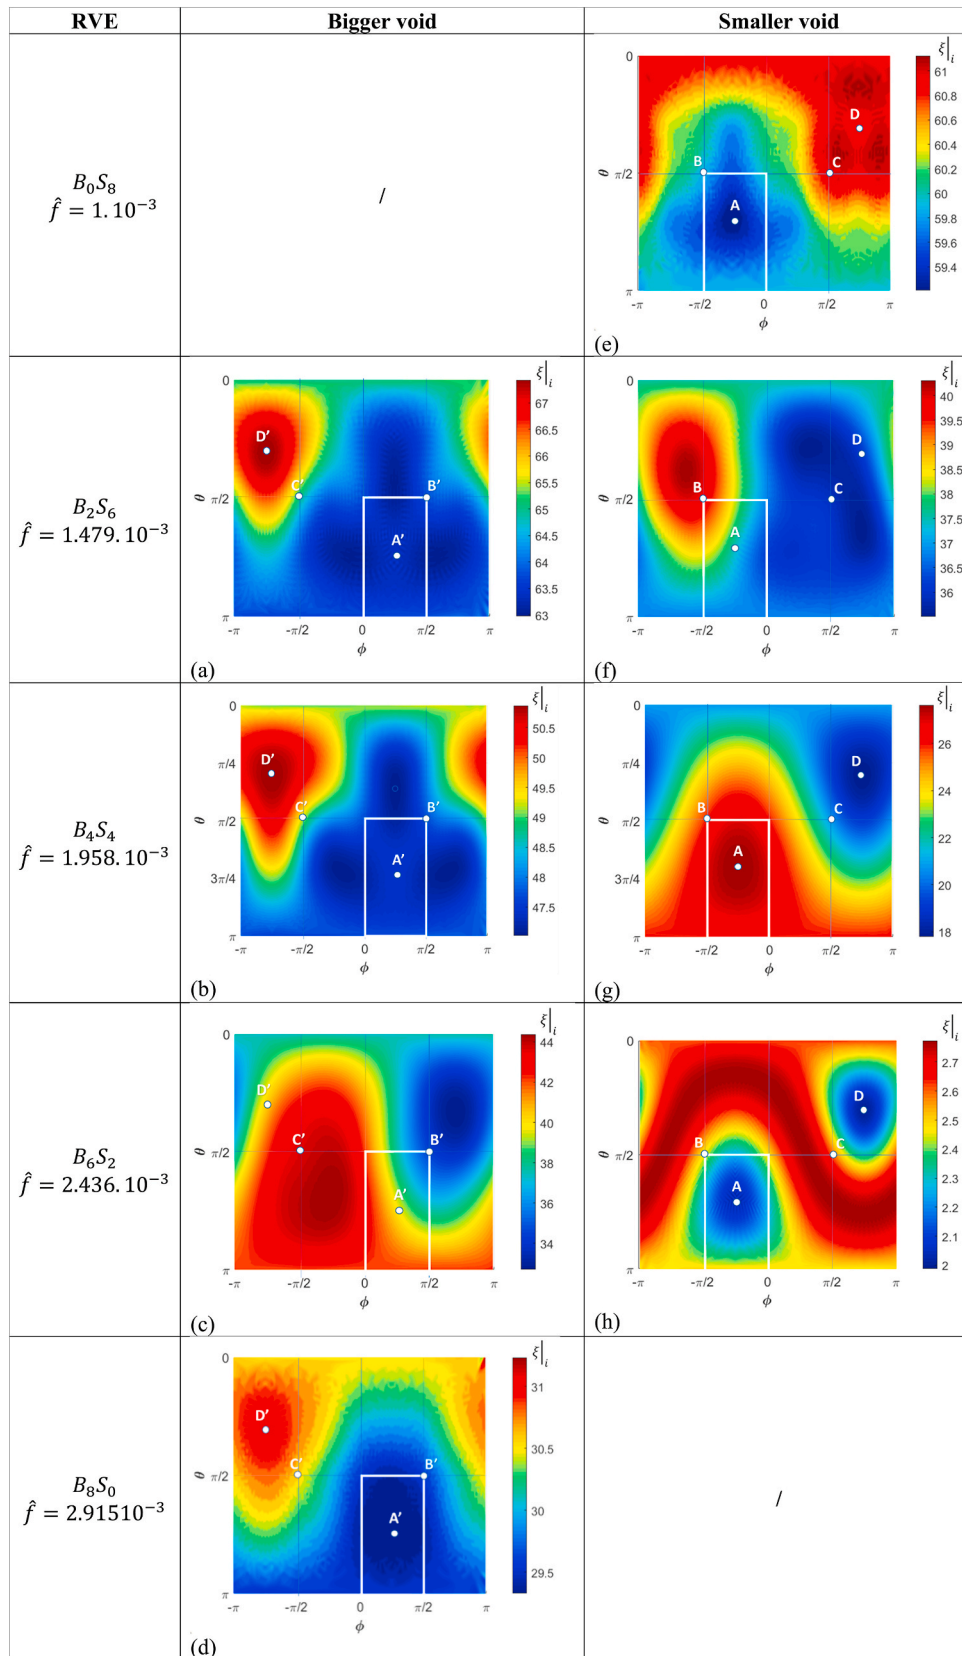 RVE Bigger void Smaller void
B₀S₈
f̂ = 1.10⁻³
/
ξ|ᵢ
0
θ π/2
π
-π -π/2 0 π/2 π
ϕ
A B C D
61
60.8
60.6
60.4
60.2
60
59.8
59.6
59.4
(e)
B₂S₆
f̂ = 1.479.10⁻³
ξ|ᵢ
0
θ π/2
π
-π -π/2 0 π/2 π
ϕ
D' C' B' A'
67
66.5
66
65.5
65
64.5
64
63.5
63
(a)
ξ|ᵢ
0
θ π/2
π
-π -π/2 0 π/2 π
ϕ
D B C A
40
39.5
39
38.5
38
37.5
37
36.5
36
(f)
B₄S₄
f̂ = 1.958.10⁻³
ξ|ᵢ
0
π/4
θ π/2
3π/4
π
-π -π/2 0 π/2 π
ϕ
D' C' B' A'
50.5
50
49.5
49
48.5
48
47.5
(b)
ξ|ᵢ
0
π/4
θ π/2
3π/4
π
-π -π/2 0 π/2 π
ϕ
D B C A
26
24
22
20
18
(g)
B₆S₂
f̂ = 2.436.10⁻³
ξ|ᵢ
0
θ π/2
π
-π -π/2 0 π/2 π
ϕ
D' C' B' A'
44
42
40
38
36
34
(c)
ξ|ᵢ
0
θ π/2
π
-π -π/2 0 π/2 π
ϕ
D B C A
2.7
2.6
2.5
2.4
2.3
2.2
2.1
2
(h)
B₈S₀
f̂ = 2.91510⁻³
ξ|ᵢ
0
θ π/2
π
-π -π/2 0 π/2 π
ϕ
D' C' B' A'
31
30.5
30
29.5
(d)
/